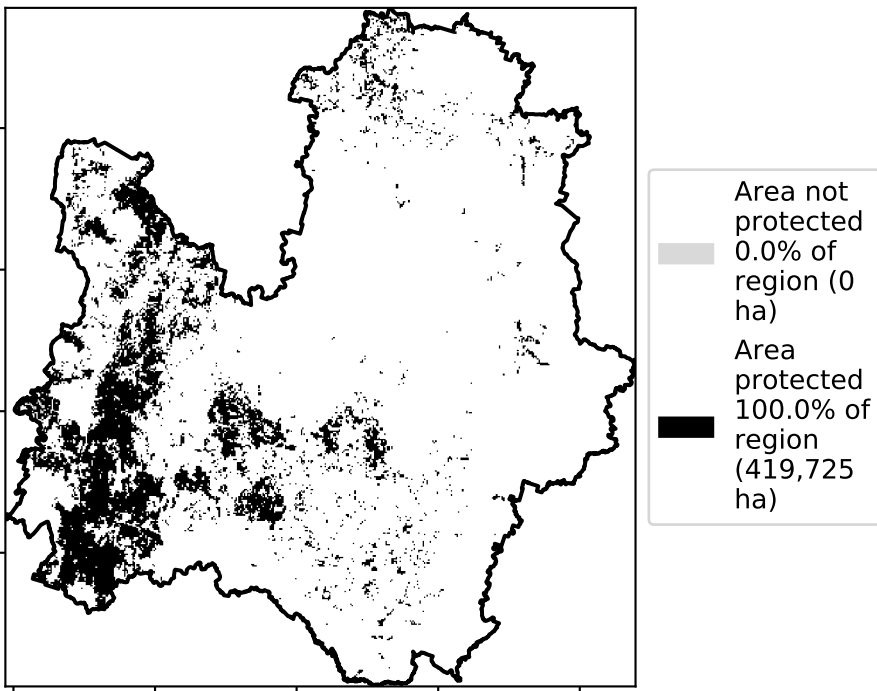 Area not
protected
0.0% of
region (0
ha)
Area
protected
100.0% of
region
(419,725
ha)